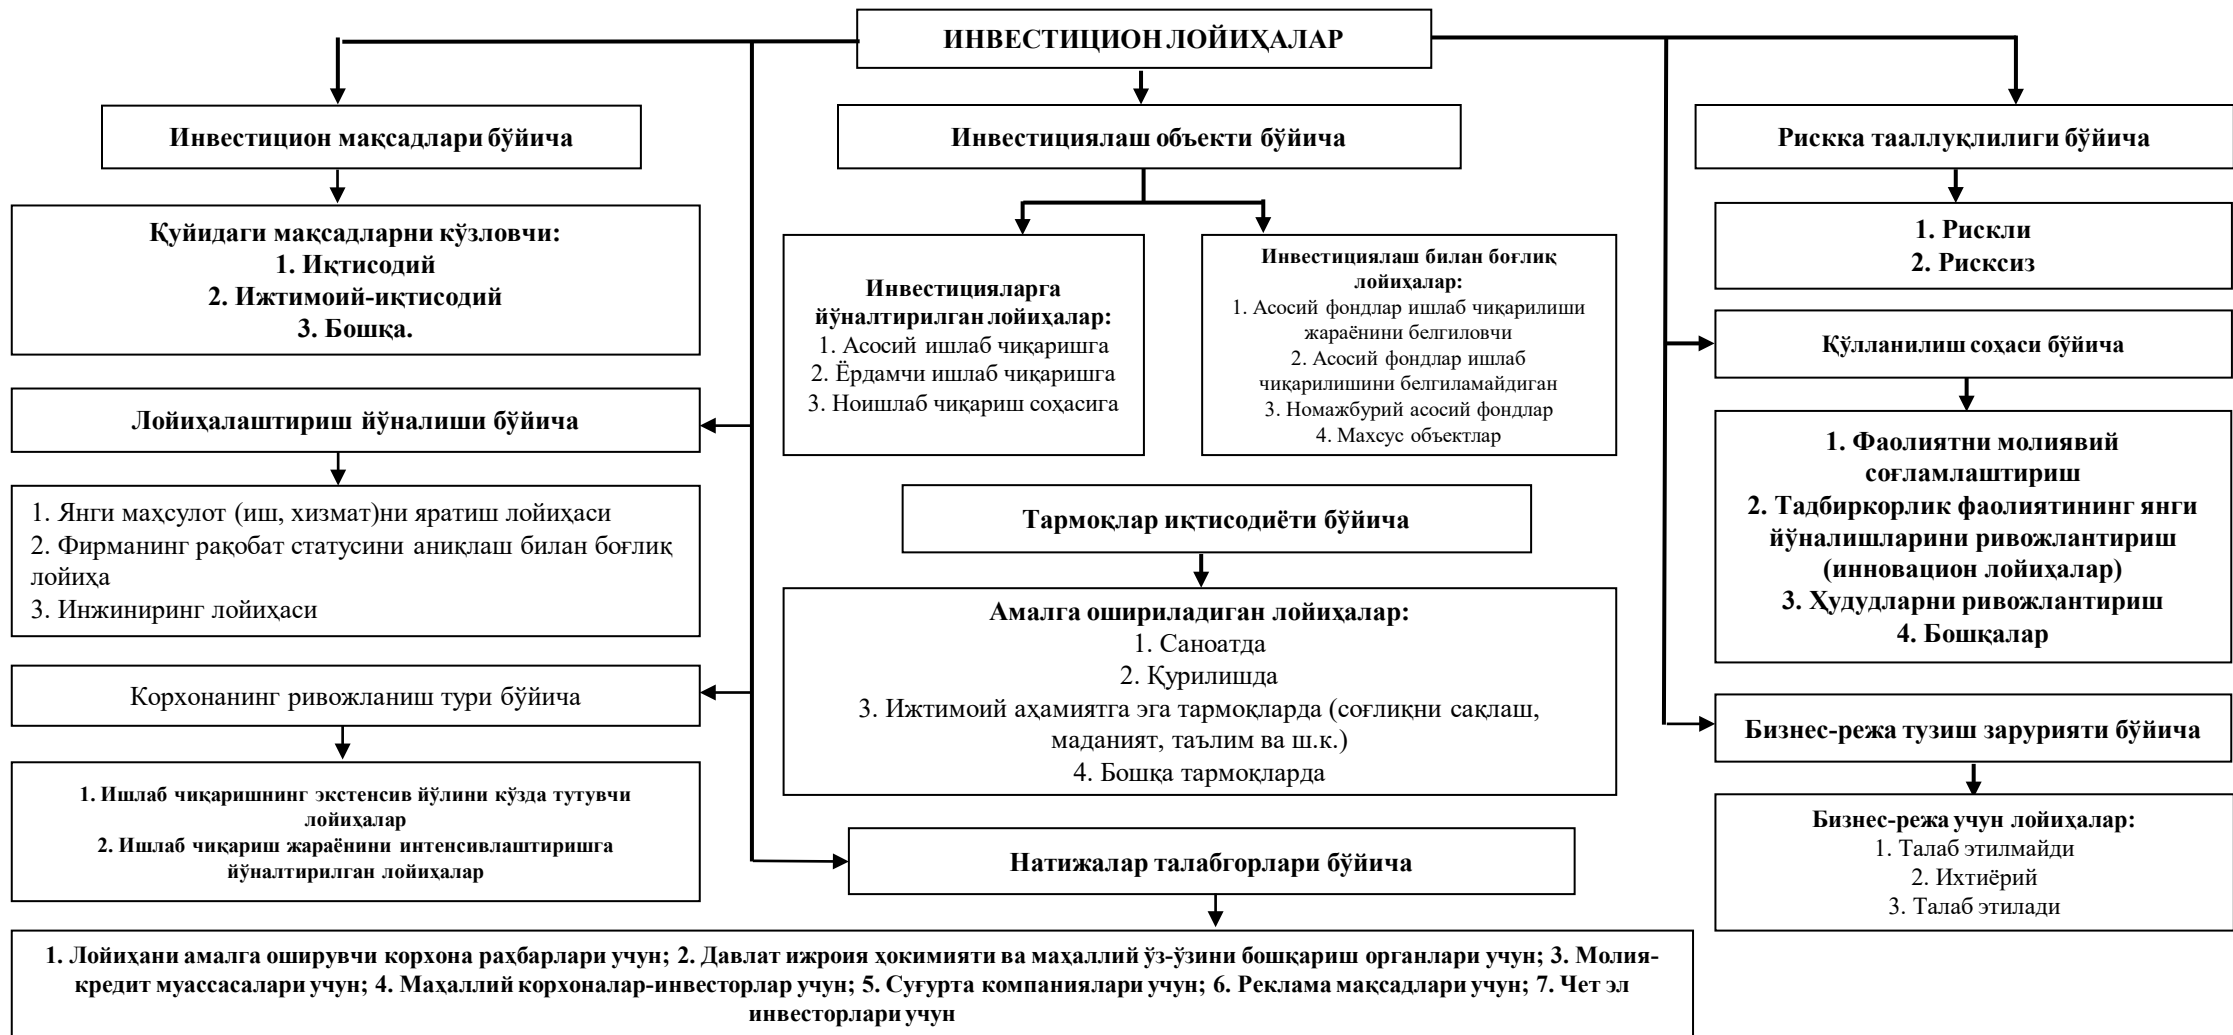 ИНВЕСТИЦИОН ЛОЙИҲАЛАР
Инвестицион мақсадлари бўйича
Қуйидаги мақсадларни кўзловчи:
1. Иқтисодий
2. Ижтимоий-иқтисодий
3. Бошқа.
Лойиҳалаштириш йўналиши бўйича
1. Янги маҳсулот (иш, хизмат)ни яратиш лойиҳаси
2. Фирманинг рақобат статусини аниқлаш билан боғлиқ
лойиҳа
3. Инжиниринг лойиҳаси
Корхонанинг ривожланиш тури бўйича
1. Ишлаб чиқаришнинг экстенсив йўлини кўзда тутувчи
лойиҳалар
2. Ишлаб чиқариш жараёнини интенсивлаштиришга
йўналтирилган лойиҳалар
Инвестициялаш объекти бўйича
Инвестицияларга
йўналтирилган лойиҳалар:
1. Асосий ишлаб чиқаришга
2. Ёрдамчи ишлаб чиқаришга
3. Ноишлаб чиқариш соҳасига
Инвестициялаш билан боғлиқ
лойиҳалар:
1. Асосий фондлар ишлаб чиқарилиши
жараёнини белгиловчи
2. Асосий фондлар ишлаб
чиқарилишини белгиламайдиган
3. Номажбурий асосий фондлар
4. Махсус объектлар
Тармоқлар иқтисодиёти бўйича
Амалга ошириладиган лойиҳалар:
1. Саноатда
2. Қурилишда
3. Ижтимоий аҳамиятга эга тармоқларда (соғлиқни сақлаш,
маданият, таълим ва ш.к.)
4. Бошқа тармоқларда
Натижалар талабгорлари бўйича
1. Лойиҳани амалга оширувчи корхона раҳбарлари учун; 2. Давлат ижроия ҳокимияти ва маҳаллий ўз-ўзини бошқариш органлари учун; 3. Молия-
кредит муассасалари учун; 4. Маҳаллий корхоналар-инвесторлар учун; 5. Суғурта компаниялари учун; 6. Реклама мақсадлари учун; 7. Чет эл
инвесторлари учун
Рискка тааллуқлилиги бўйича
1. Рискли
2. Рисксиз
Қўлланилиш соҳаси бўйича
1. Фаолиятни молиявий
соғламлаштириш
2. Тадбиркорлик фаолиятининг янги
йўналишларини ривожлантириш
(инновацион лойиҳалар)
3. Ҳудудларни ривожлантириш
4. Бошқалар
Бизнес-режа тузиш зарурияти бўйича
Бизнес-режа учун лойиҳалар:
1. Талаб этилмайди
2. Ихтиёрий
3. Талаб этилади